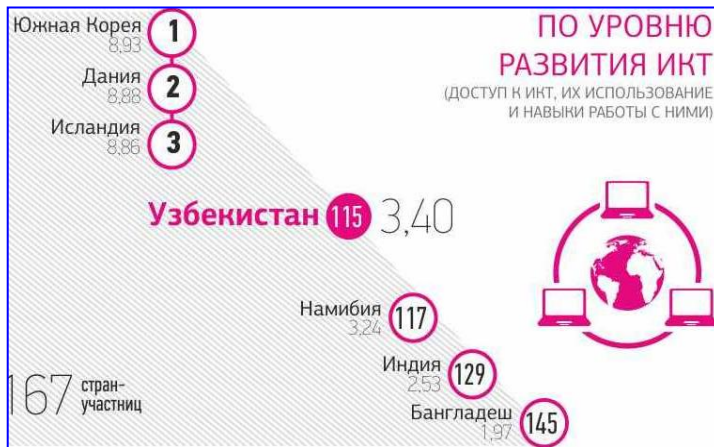 ПО УРОВНЮ
РАЗВИТИЯ ИКТ
(ДОСТУП К ИКТ, ИХ ИСПОЛЬЗОВАНИЕ
И НАВЫКИ РАБОТЫ С НИМИ)
Южная Корея 1
8,93
Дания 2
8,88
Исландия 3
8,86
Узбекистан 115 3,40
Намибия 117
3,24
Индия 129
2,53
Бангладеш 145
1,97
167 стран-
участниц